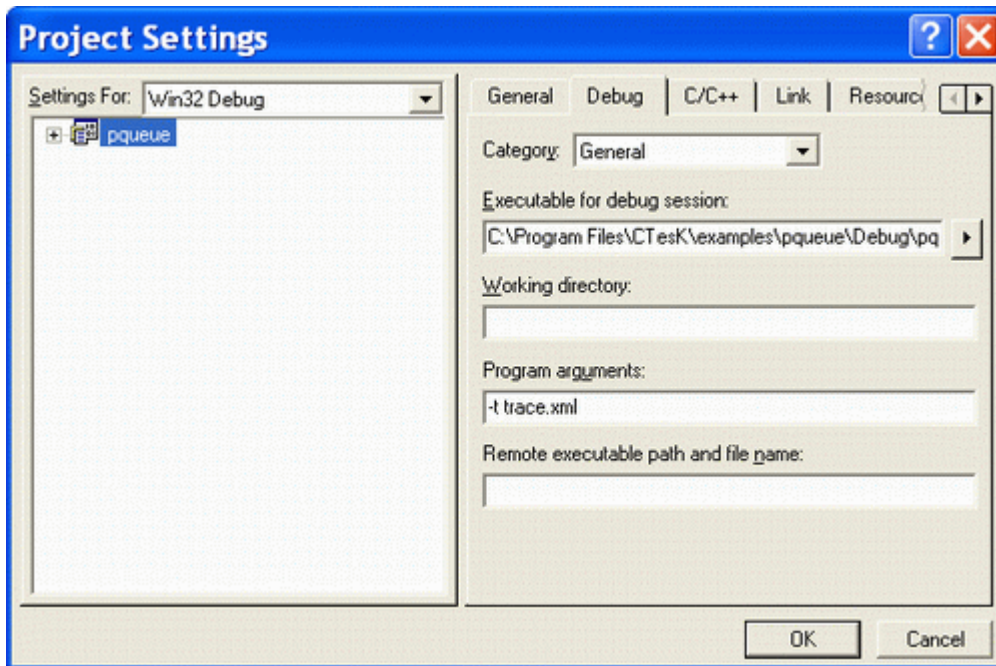 Project Settings
Settings For: Win32 Debug
pqueue
General Debug C/C++ Link
Category: General
Executable for debug session:
C:\Program Files\CTesK\examples\pqueue\Debug\pq
Working directory:
Program arguments:
-t trace.xml
Remote executable path and file name:
OK Cancel